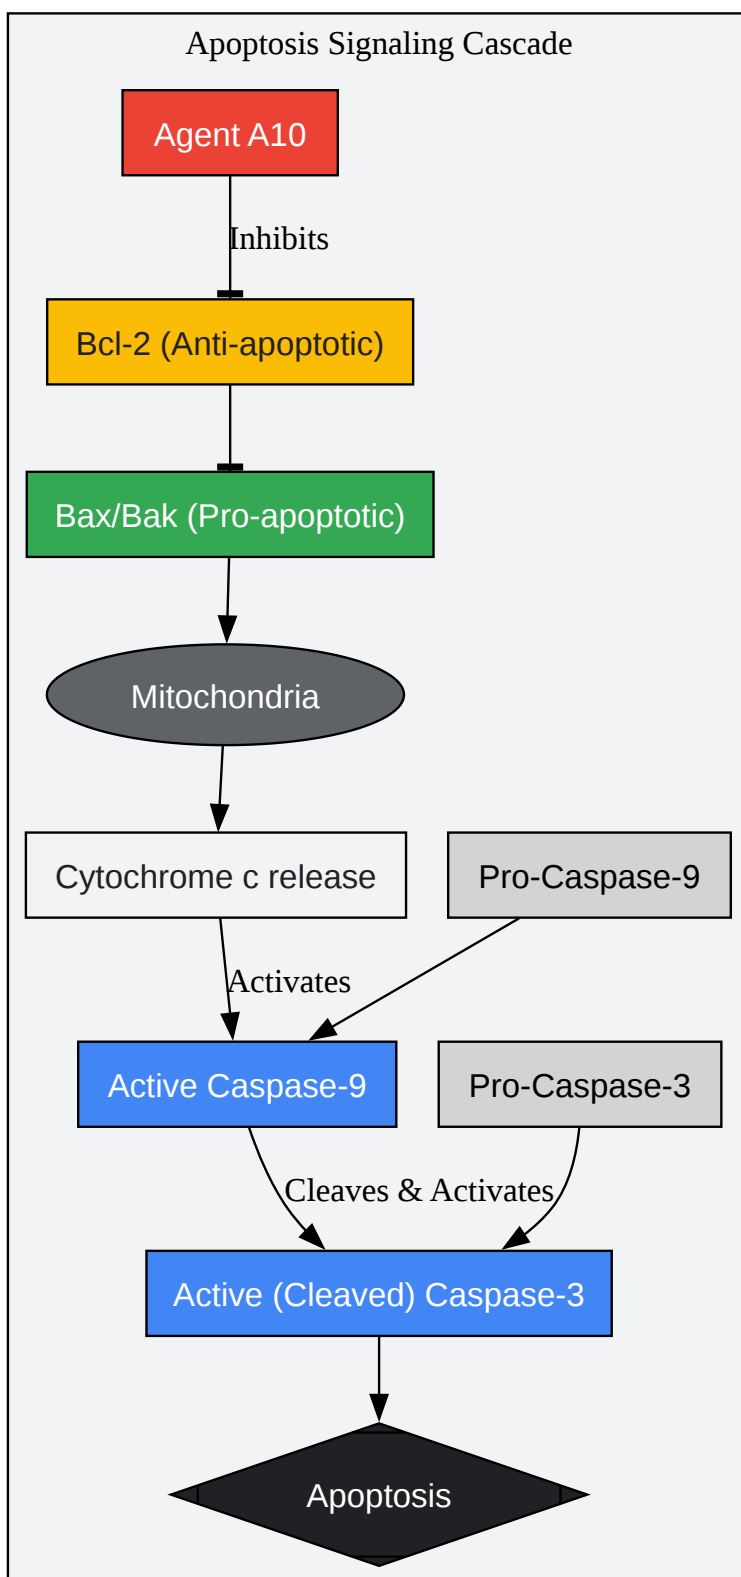 Apoptosis Signaling Cascade
Agent A10
Inhibits
Bcl-2 (Anti-apoptotic)
Bax/Bak (Pro-apoptotic)
Mitochondria
Cytochrome c release
Pro-Caspase-9
Activates
Active Caspase-9
Pro-Caspase-3
Cleaves & Activates
Active (Cleaved) Caspase-3
Apoptosis